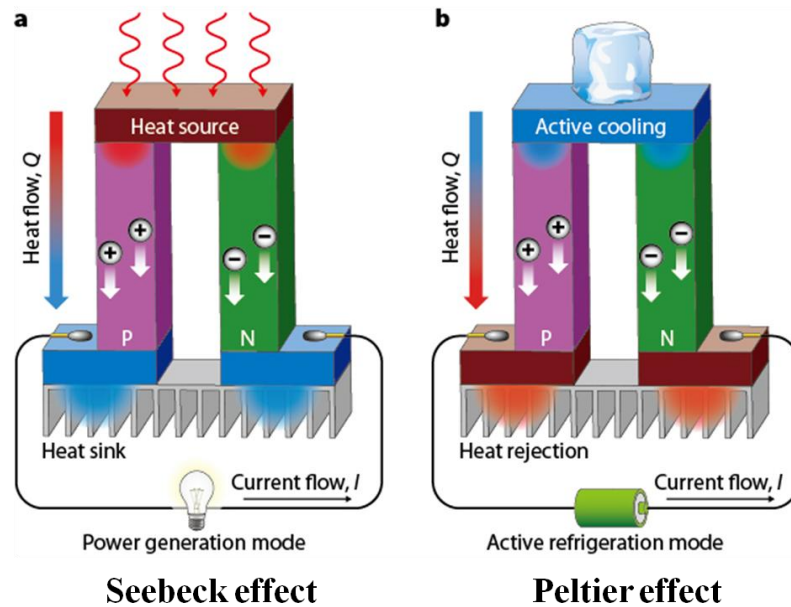 a
Heat source
Heat flow, Q
+
+
−
−
P
N
Heat sink
Current flow, I
Power generation mode
Seebeck effect
b
Active cooling
Heat flow, Q
+
+
−
−
P
N
Heat rejection
Current flow, I
Active refrigeration mode
Peltier effect